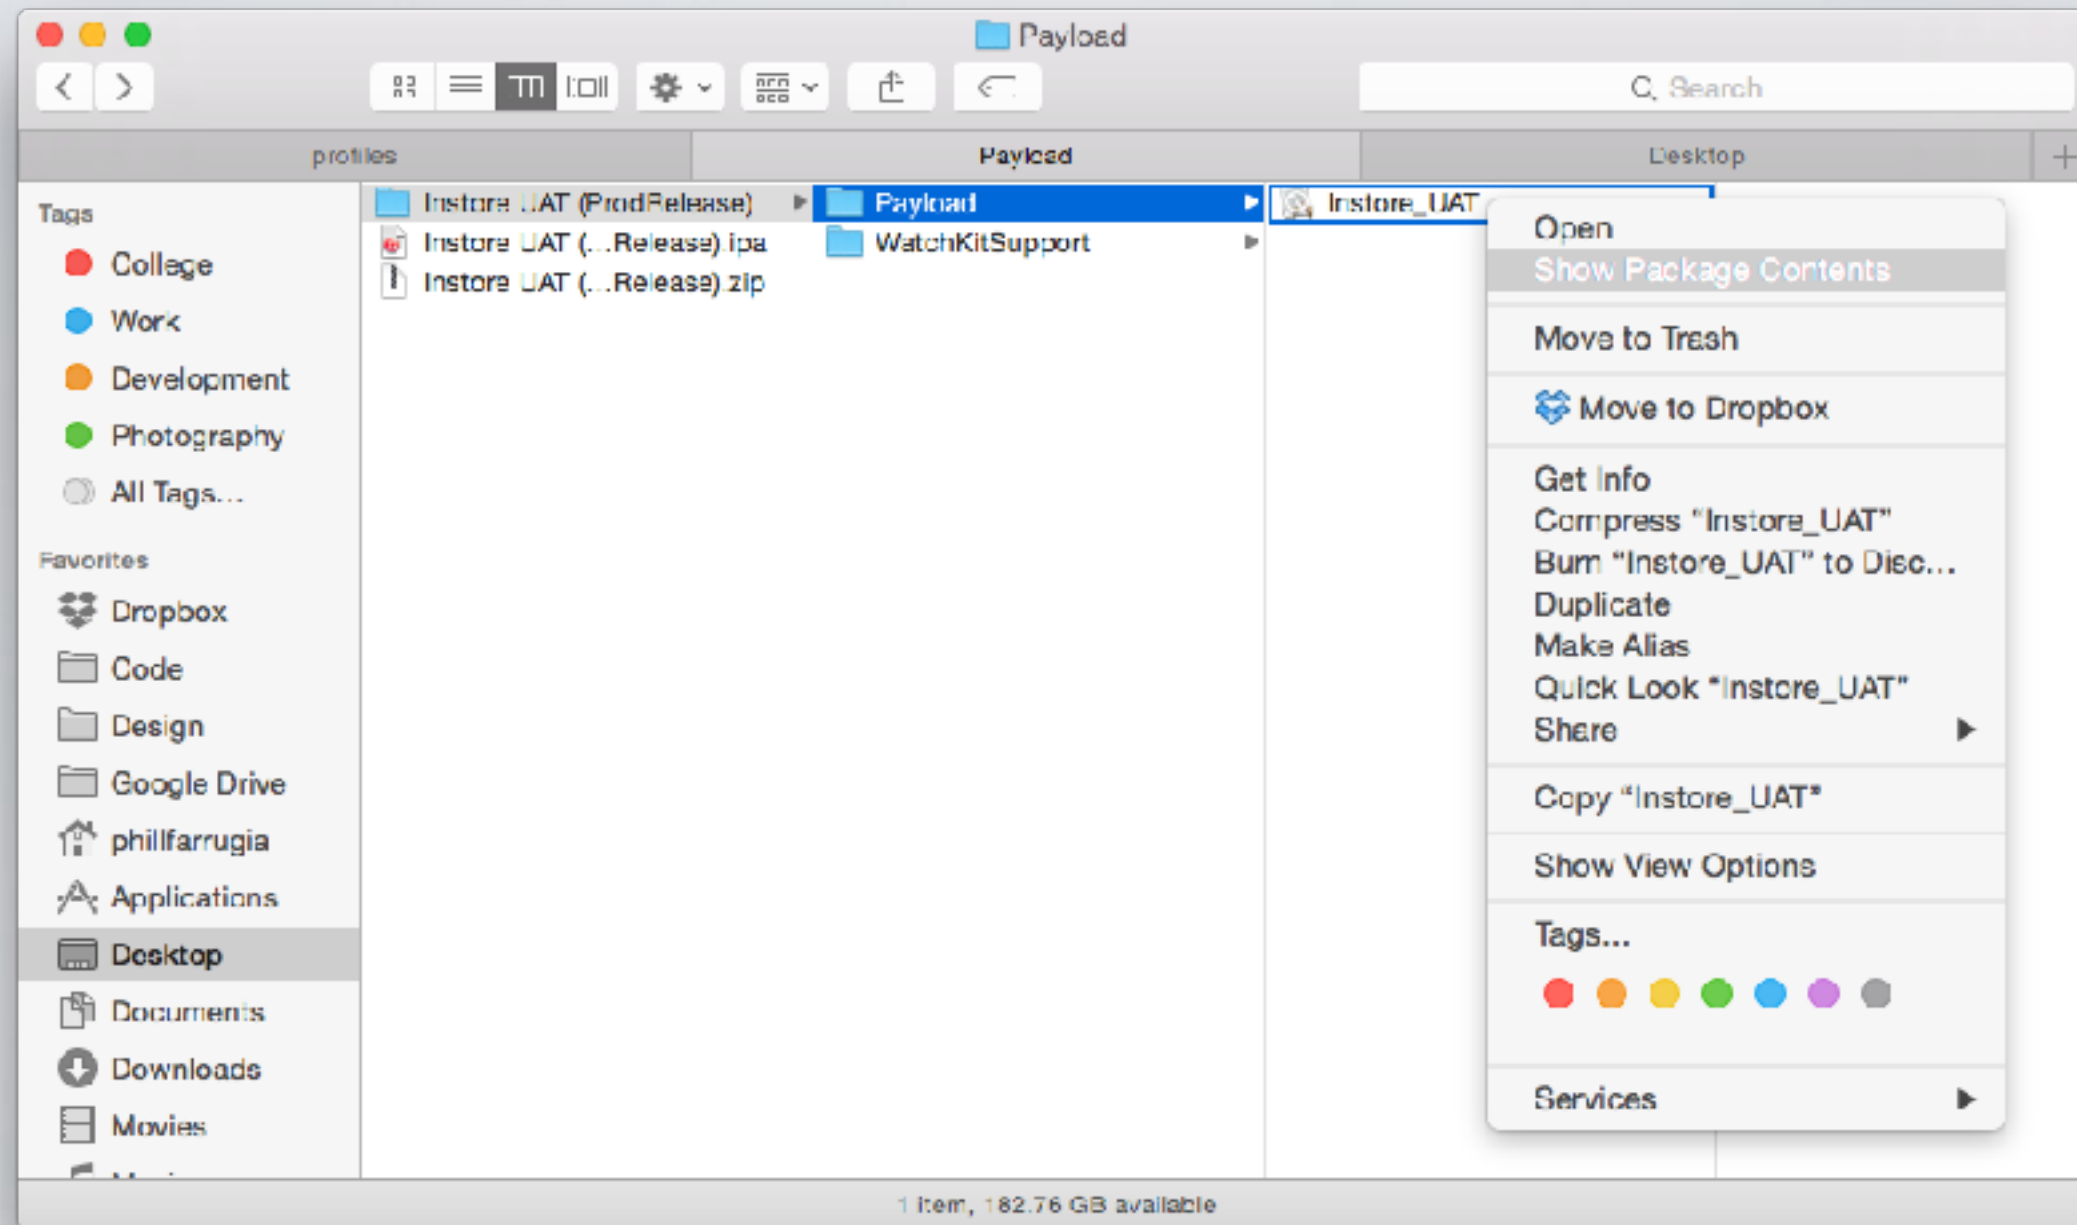 Payload
Search
profiles
Payload
Desktop
Tags
College
Work
Development
Photography
All Tags...
Favorites
Dropbox
Code
Design
Google Drive
phillfarrugia
Applications
Desktop
Documents
Downloads
Movies
Instore UAT (ProdRelease)
Instore UAT (...Release).ipa
Instore UAT (...Release).zip
Payload
WatchKitSupport
Instore_UAT
Open
Show Package Contents
Move to Trash
Move to Dropbox
Get Info
Compress “Instore_UAT”
Burn “Instore_UAT” to Disc...
Duplicate
Make Alias
Quick Look “Instore_UAT”
Share
Copy “Instore_UAT”
Show View Options
Tags...
Services
1 item, 182.76 GB available